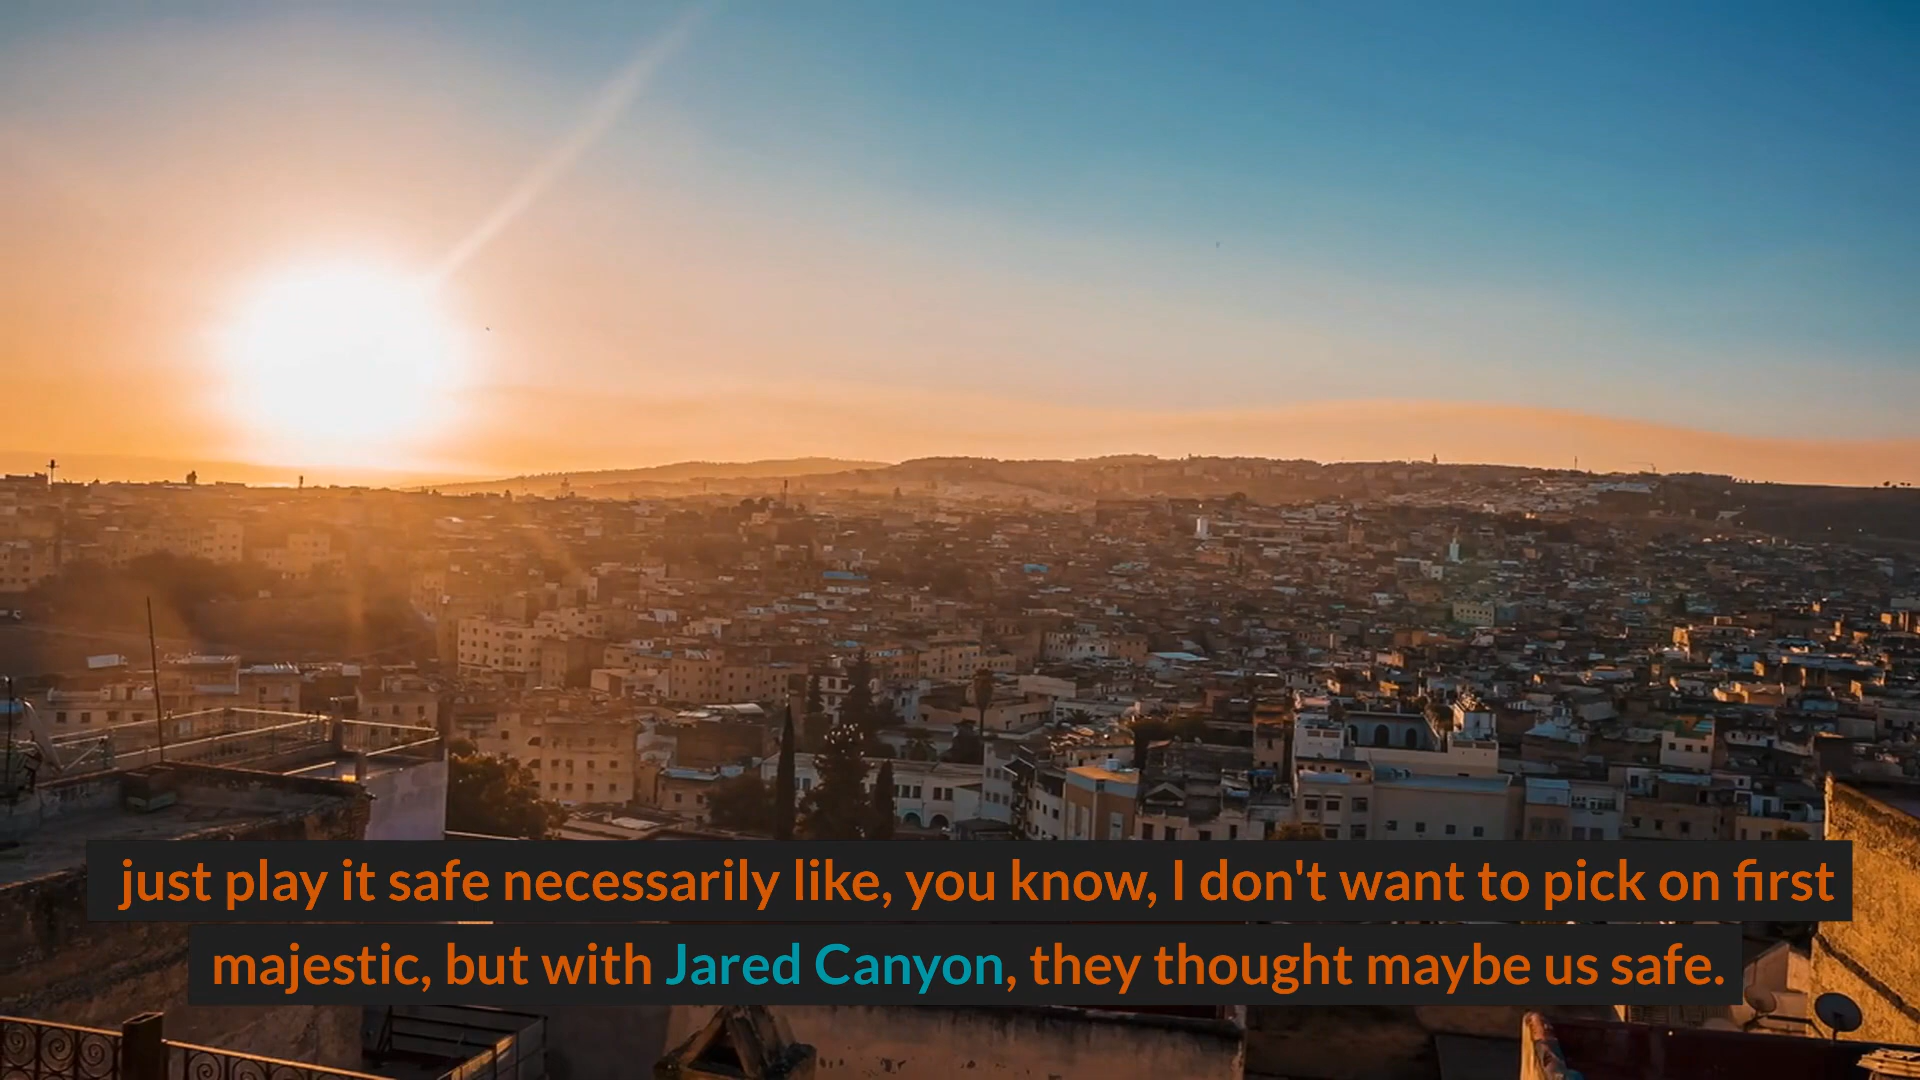 just play it safe necessarily like, you know, I don't want to pick on first
majestic, but with Jared Canyon, they thought maybe us safe.